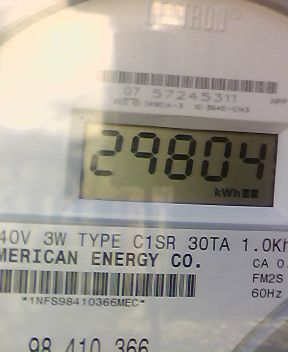 CENTRON®
07 57245311
29804
kWh
40V 3W TYPE C1SR 30TA 1.0Kh
MERICAN ENERGY CO.
CA 0.
FM2S
60Hz
*1NFS98410366MEC*
98 410 366